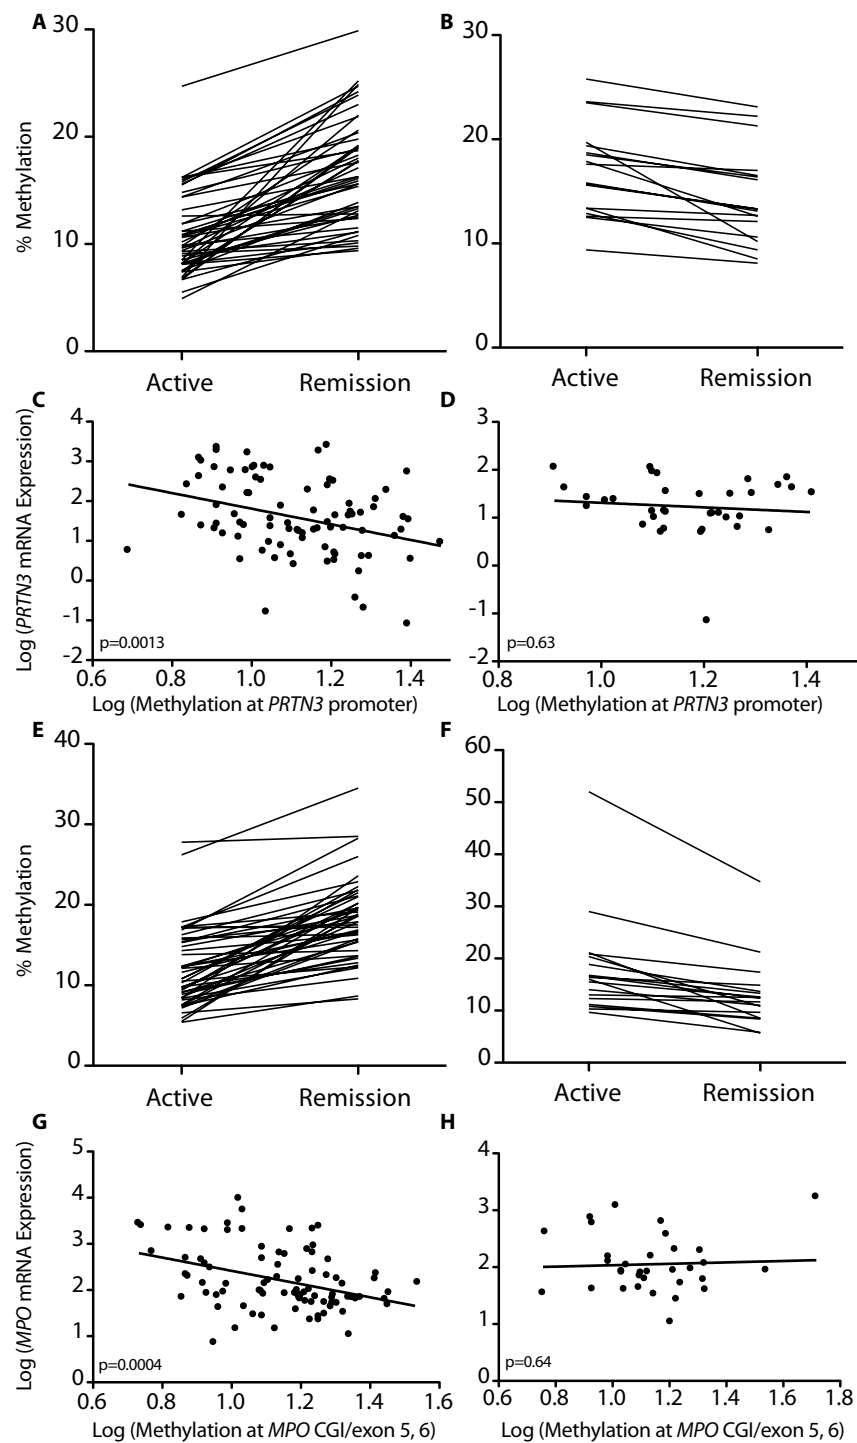 A
30
20
10
0
% Methylation
Active
Remission
B
30
20
10
0
Active
Remission
C
4
3
2
1
0
-1
-2
Log (PRTN3 mRNA Expression)
p=0.0013
0.6 0.8 1.0 1.2 1.4
Log (Methylation at PRTN3 promoter)
D
3
2
1
0
-1
-2
p=0.63
0.8 1.0 1.2 1.4
Log (Methylation at PRTN3 promoter)
E
40
30
20
10
0
% Methylation
Active
Remission
F
60
50
40
30
20
10
0
Active
Remission
G
5
4
3
2
1
0
Log (MPO mRNA Expression)
p=0.0004
0.6 0.8 1.0 1.2 1.4 1.6
Log (Methylation at MPO CGI/exon 5, 6)
H
4
3
2
1
0
p=0.64
0.6 0.8 1.0 1.2 1.4 1.6 1.8
Log (Methylation at MPO CGI/exon 5, 6)